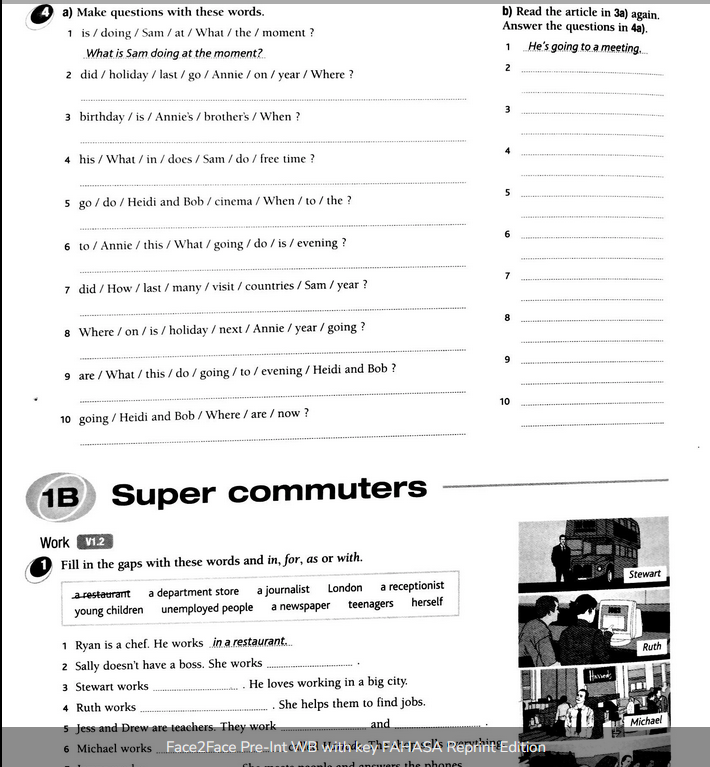 4 a) Make questions with these words.
1 is / doing / Sam / at / What / the / moment ?
What is Sam doing at the moment?
2 did / holiday / last / go / Annie / on / year / Where ?
3 birthday / is / Annie's / brother's / When ?
4 his / What / in / does / Sam / do / free time ?
5 go / do / Heidi and Bob / cinema / When / to / the ?
6 to / Annie / this / What / going / do / is / evening ?
7 did / How / last / many / visit / countries / Sam / year ?
8 Where / on / is / holiday / next / Annie / year / going ?
9 are / What / this / do / going / to / evening / Heidi and Bob ?
10 going / Heidi and Bob / Where / are / now ?
b) Read the article in 3a) again.
Answer the questions in 4a).
1 He's going to a meeting.
2
3
4
5
6
7
8
9
10
1B Super commuters
Work V1.2
1 Fill in the gaps with these words and in, for, as or with.
a restaurant a department store a journalist London a receptionist
young children unemployed people a newspaper teenagers herself
1 Ryan is a chef. He works in a restaurant.
2 Sally doesn't have a boss. She works .
3 Stewart works . He loves working in a big city.
4 Ruth works . She helps them to find jobs.
5 Jess and Drew are teachers. They work and .
6 Michael works everything
She meets people and answers the phones
Stewart
Ruth
Harrods
Michael
Face2Face Pre-Int WB with key FAHASA Reprint Edition